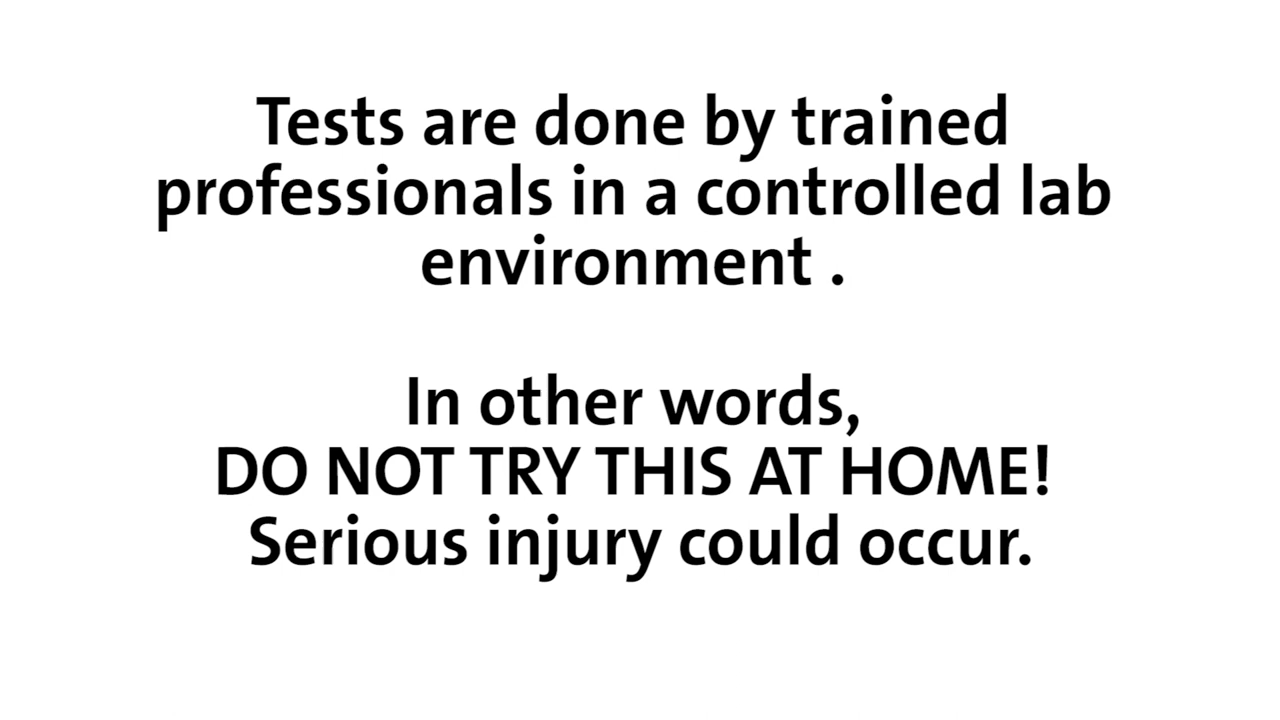 Tests are done by trained
professionals in a controlled lab
environment .
In other words,
DO NOT TRY THIS AT HOME!
Serious injury could occur.